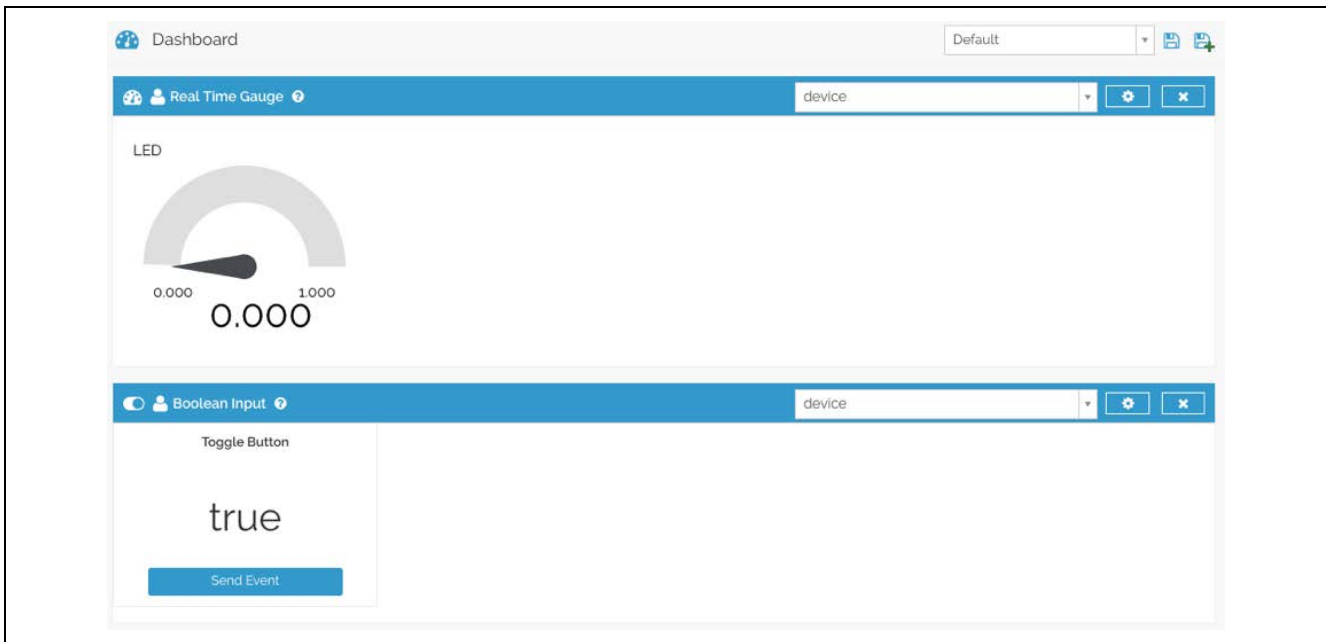 Dashboard
Default
Real Time Gauge
device
LED
0.000 1.000
0.000
Boolean Input
device
Toggle Button
true
Send Event